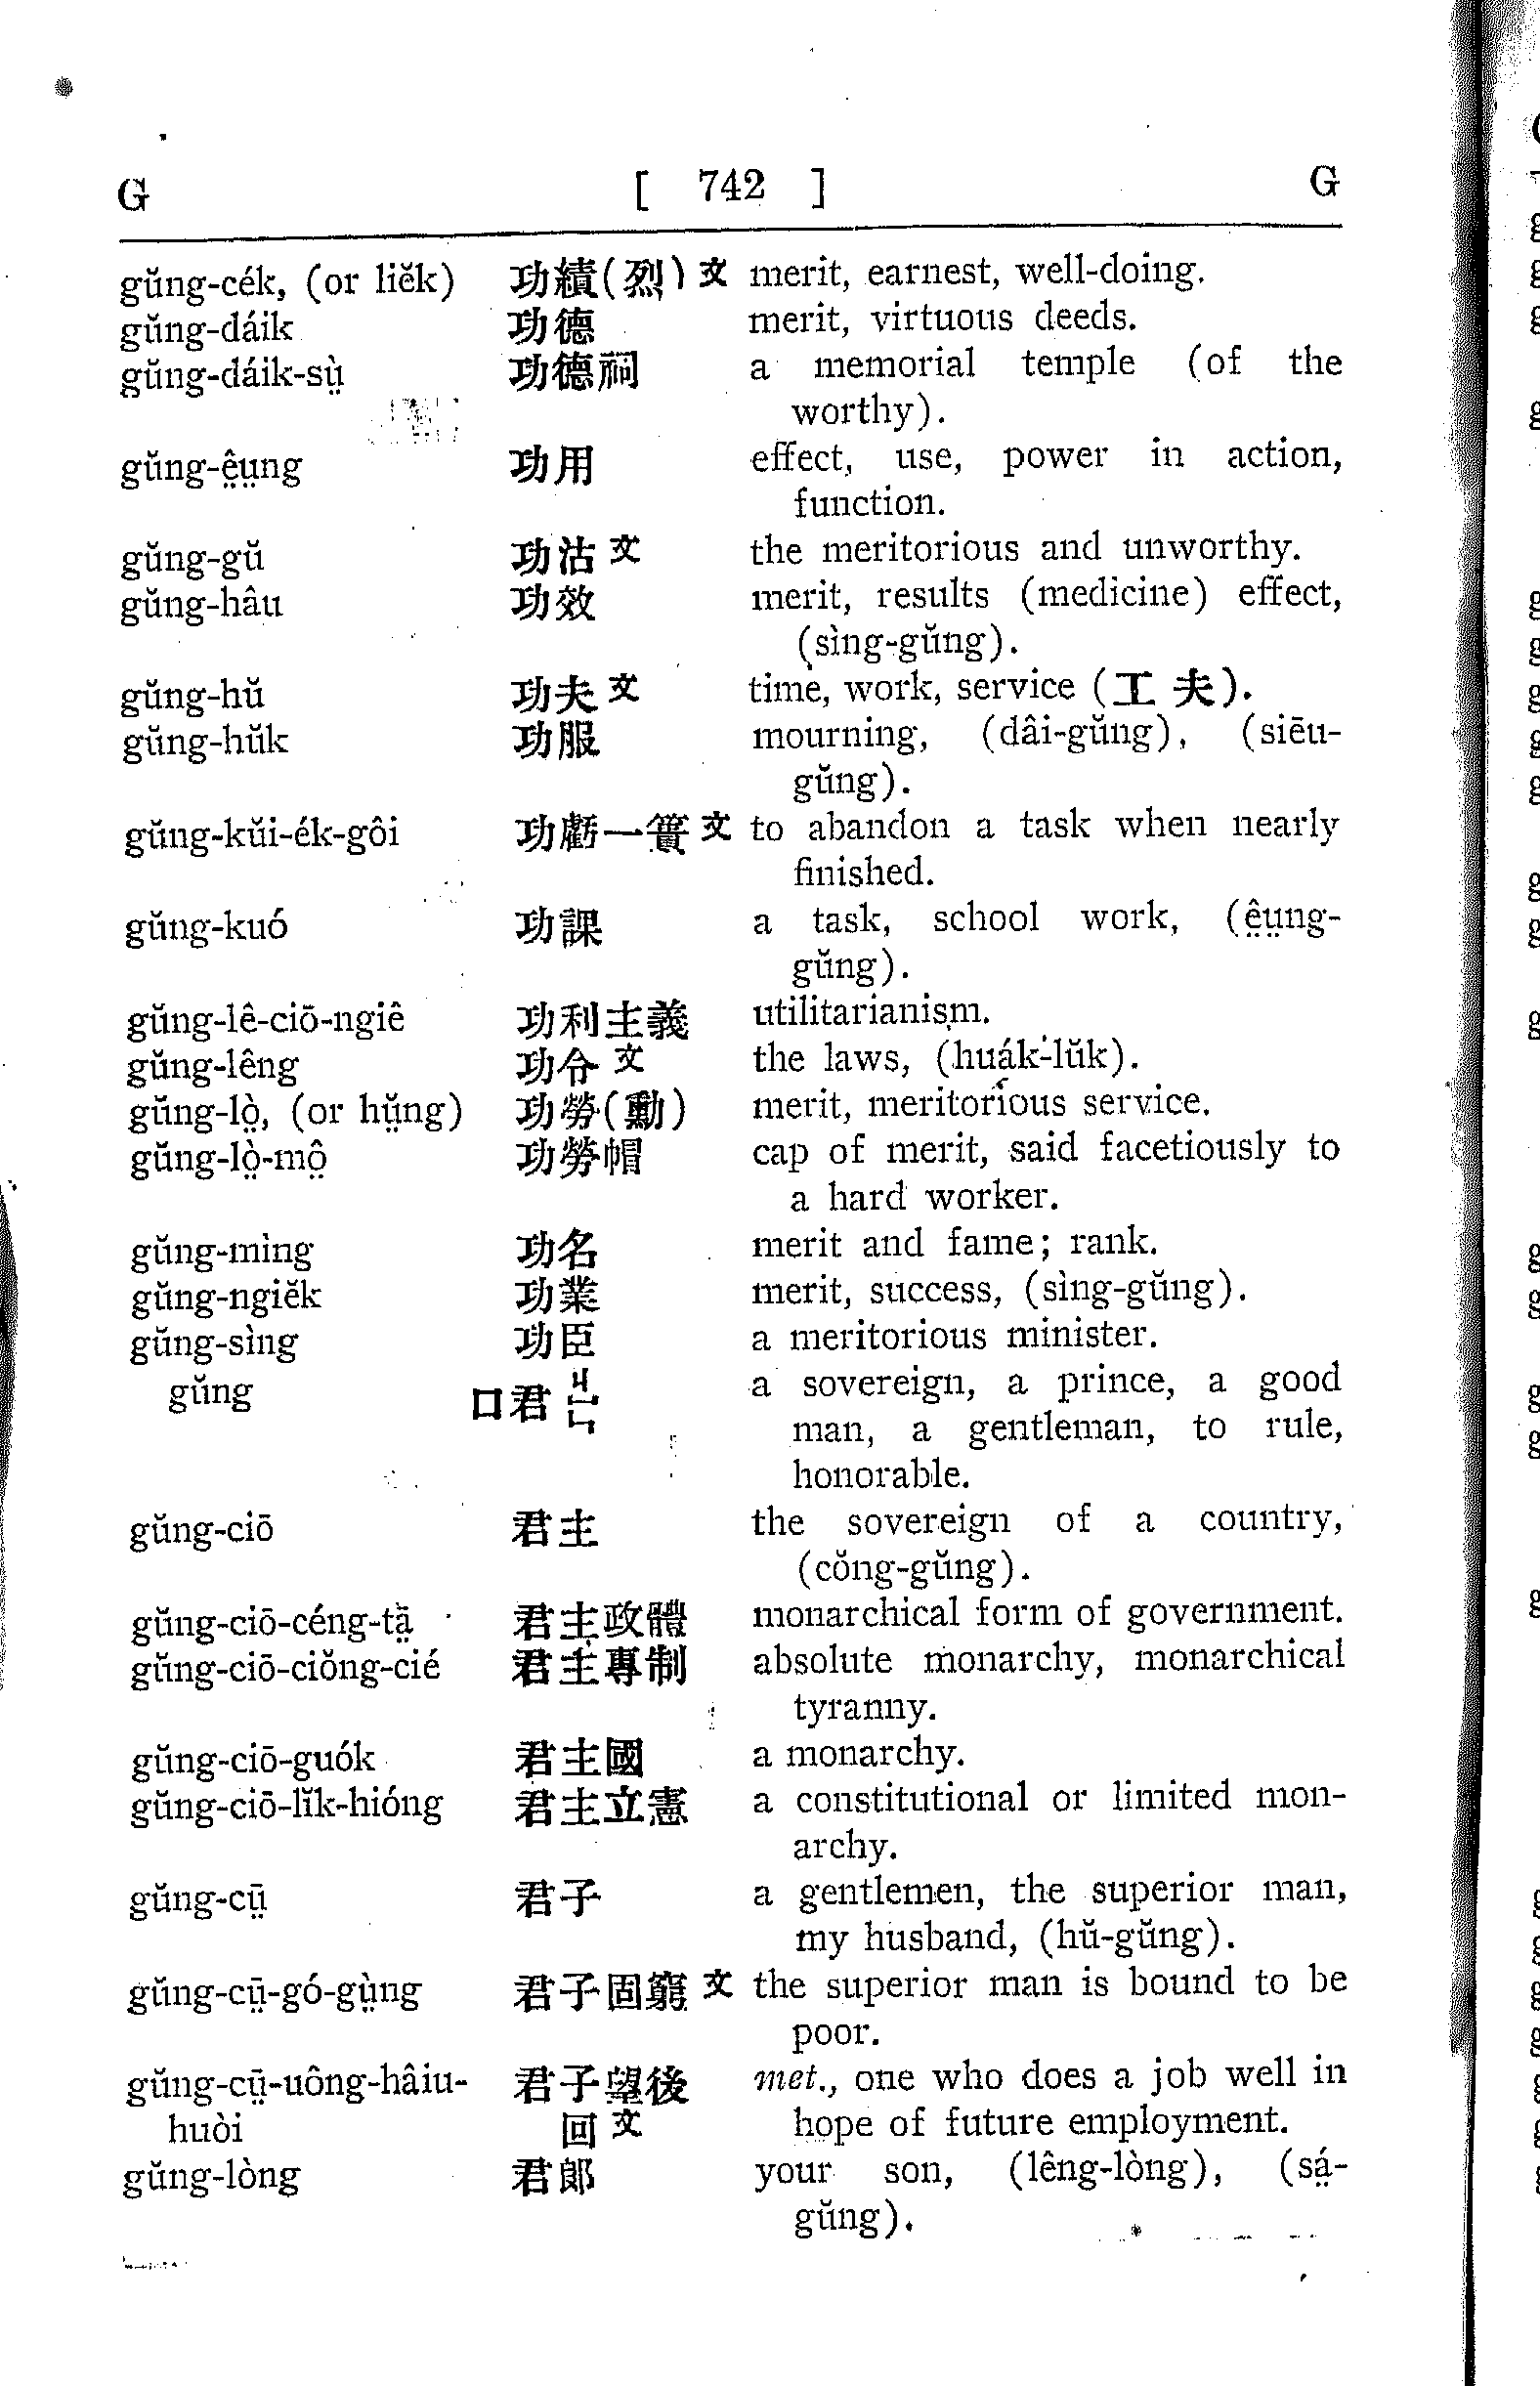 G [ 742 ] G
gŭng-cék, (or liĕk) 功績(烈)文 merit, earnest, well-doing.
gŭng-dáik 功德 merit, virtuous deeds.
gŭng-dáik-sṳ̀ 功德祠 a memorial temple (of the
worthy).
gŭng-ê̤ṳng 功用 effect, use, power in action,
function.
gŭng-gŭ 功沽文 the meritorious and unworthy.
gŭng-hâu 功效 merit, results (medicine) effect,
(sìng-gŭng).
gŭng-hŭ 功夫文 time, work, service (工夫).
gŭng-hŭk 功服 mourning, (dâi-gŭng), (siēu-
gŭng).
gŭng-kŭi-ék-gôi 功虧一簣文 to abandon a task when nearly
finished.
gŭng-kuó 功課 a task, school work, (ê̤ṳng-
gŭng).
gŭng-lê-ciō-ngiê 功利主義 utilitarianism.
gŭng-lêng 功令文 the laws, (huák-lŭk).
gŭng-lò̤, (or hṳ̆ng) 功勞(勳) merit, meritorious service.
gŭng-lò̤-mô̤ 功勞帽 cap of merit, said facetiously to
a hard worker.
gŭng-mìng 功名 merit and fame; rank.
gŭng-ngiĕk 功業 merit, success, (sìng-gŭng).
gŭng-sìng 功臣 a meritorious minister.
gŭng 口君ㄐㄩㄣ a sovereign, a prince, a good
man, a gentleman, to rule,
honorable.
gŭng-ciō 君主 the sovereign of a country,
(cŏng-gŭng).
gŭng-ciō-céng-tā̤ 君主政體 monarchical form of government.
gŭng-ciō-ciŏng-cié 君主專制 absolute monarchy, monarchical
tyranny.
gŭng-ciō-guók 君主國 a monarchy.
gŭng-ciō-lĭk-hióng 君主立憲 a constitutional or limited mon-
archy.
gŭng-cṳ̄ 君子 a gentlemen, the superior man,
my husband, (hŭ-gŭng).
gŭng-cṳ̄-gó-gṳ̀ng 君子固窮文 the superior man is bound to be
poor.
gŭng-cṳ̄-uông-hâiu- 君子望後 met., one who does a job well in
huòi 回文 hope of future employment.
gŭng-lòng 君郎 your son, (lêng-lòng), (sá̤-
gŭng).